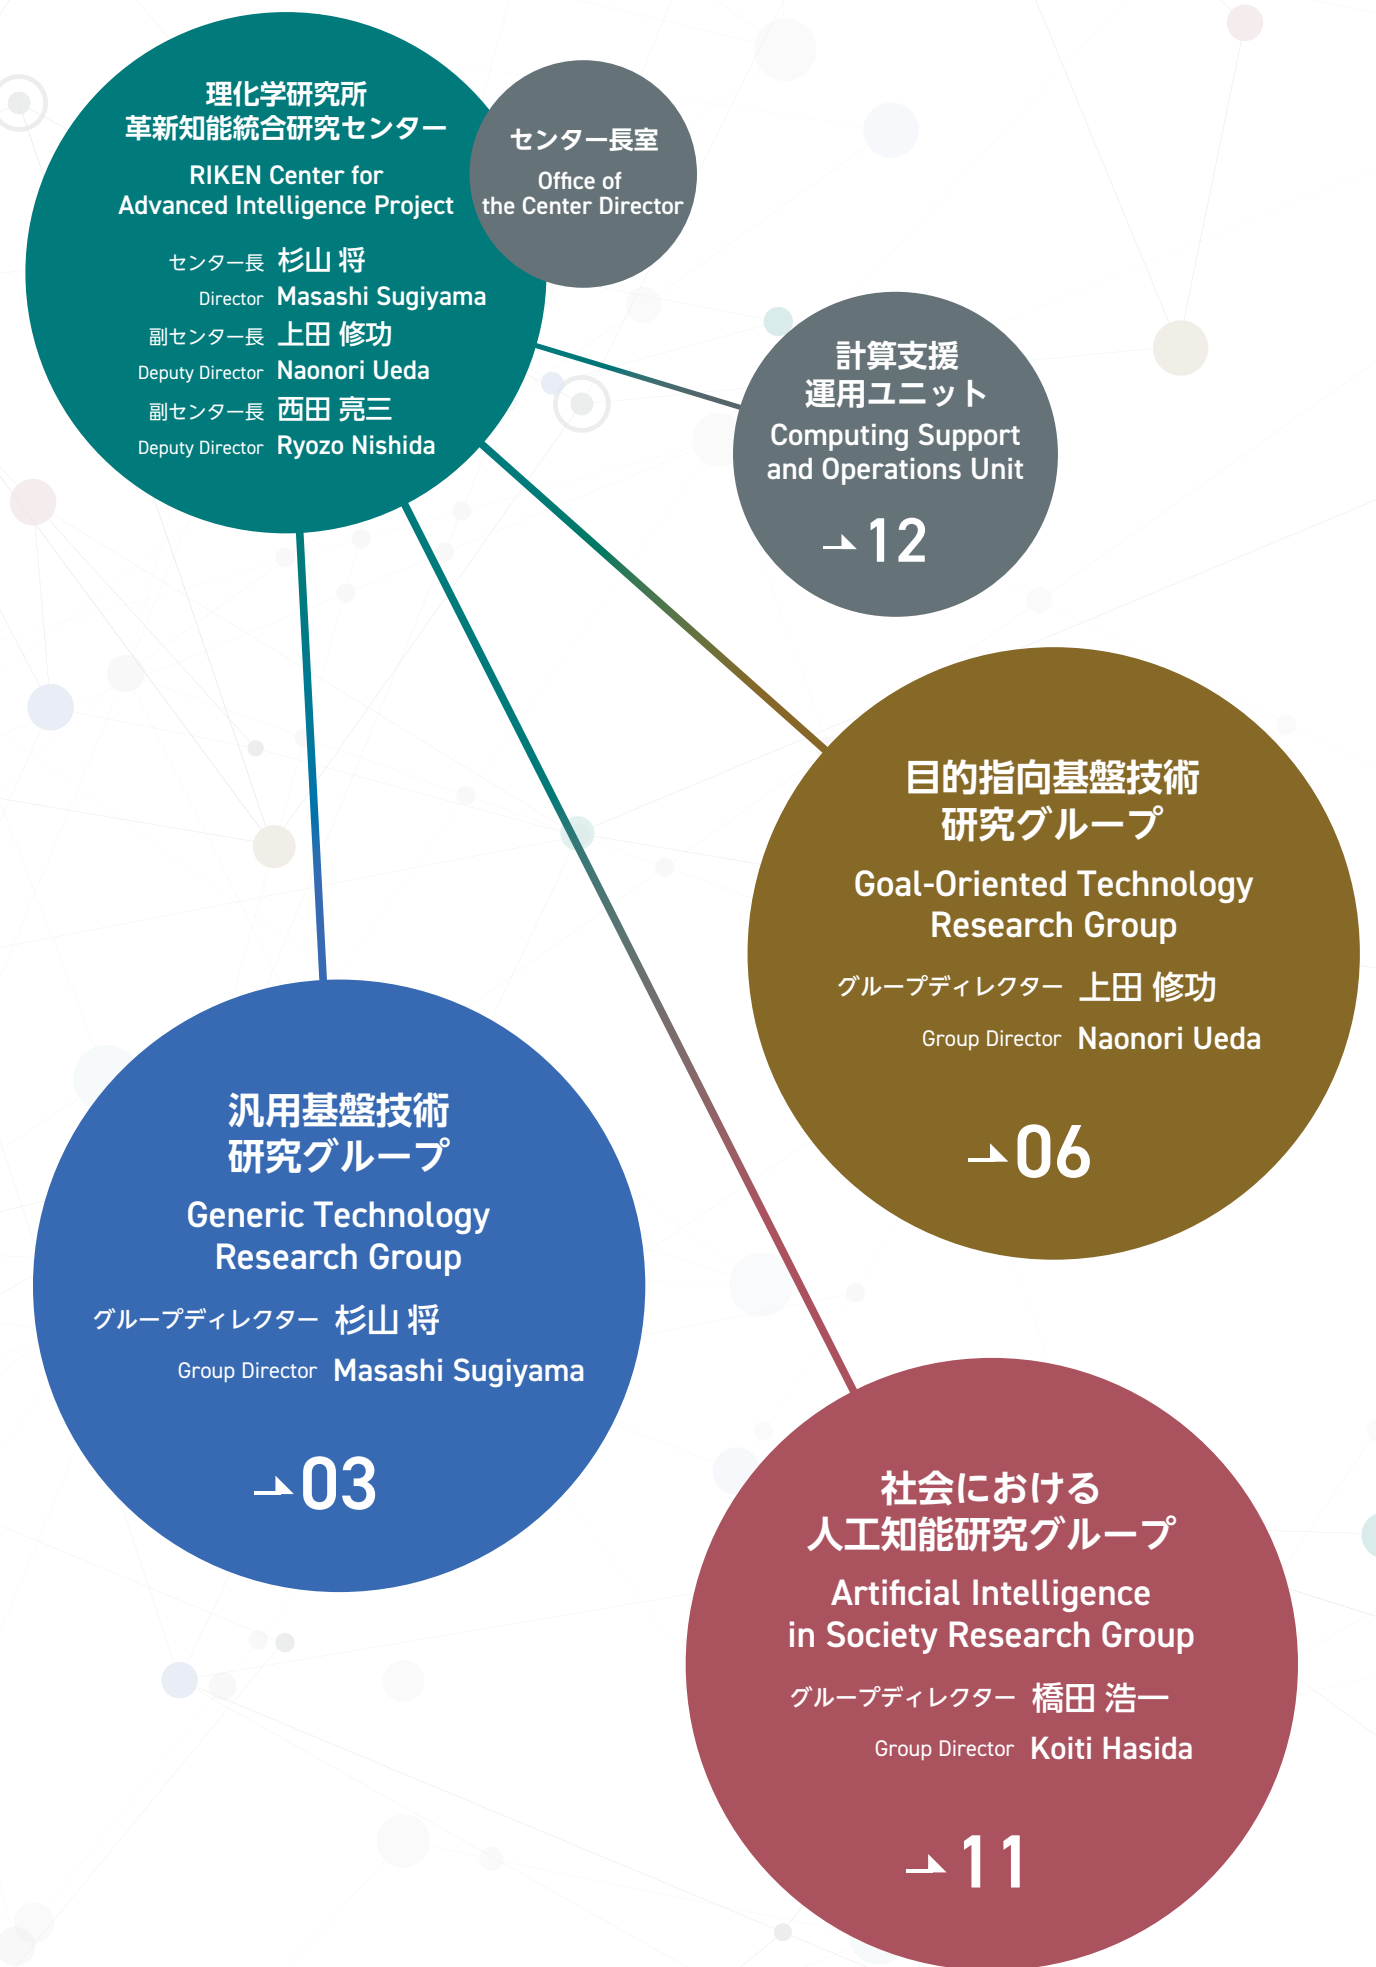 理化学研究所
革新知能統合研究センター
RIKEN Center for
Advanced Intelligence Project
センター長 杉山 将
Director Masashi Sugiyama
副センター長 上田 修功
Deputy Director Naonori Ueda
副センター長 西田 亮三
Deputy Director Ryozo Nishida
センター長室
Office of
the Center Director
計算支援
運用ユニット
Computing Support
and Operations Unit
12
目的指向基盤技術
研究グループ
Goal-Oriented Technology
Research Group
グループディレクター 上田 修功
Group Director Naonori Ueda
06
汎用基盤技術
研究グループ
Generic Technology
Research Group
グループディレクター 杉山 将
Group Director Masashi Sugiyama
03
社会における
人工知能研究グループ
Artificial Intelligence
in Society Research Group
グループディレクター 橋田 浩一
Group Director Koiti Hasida
11